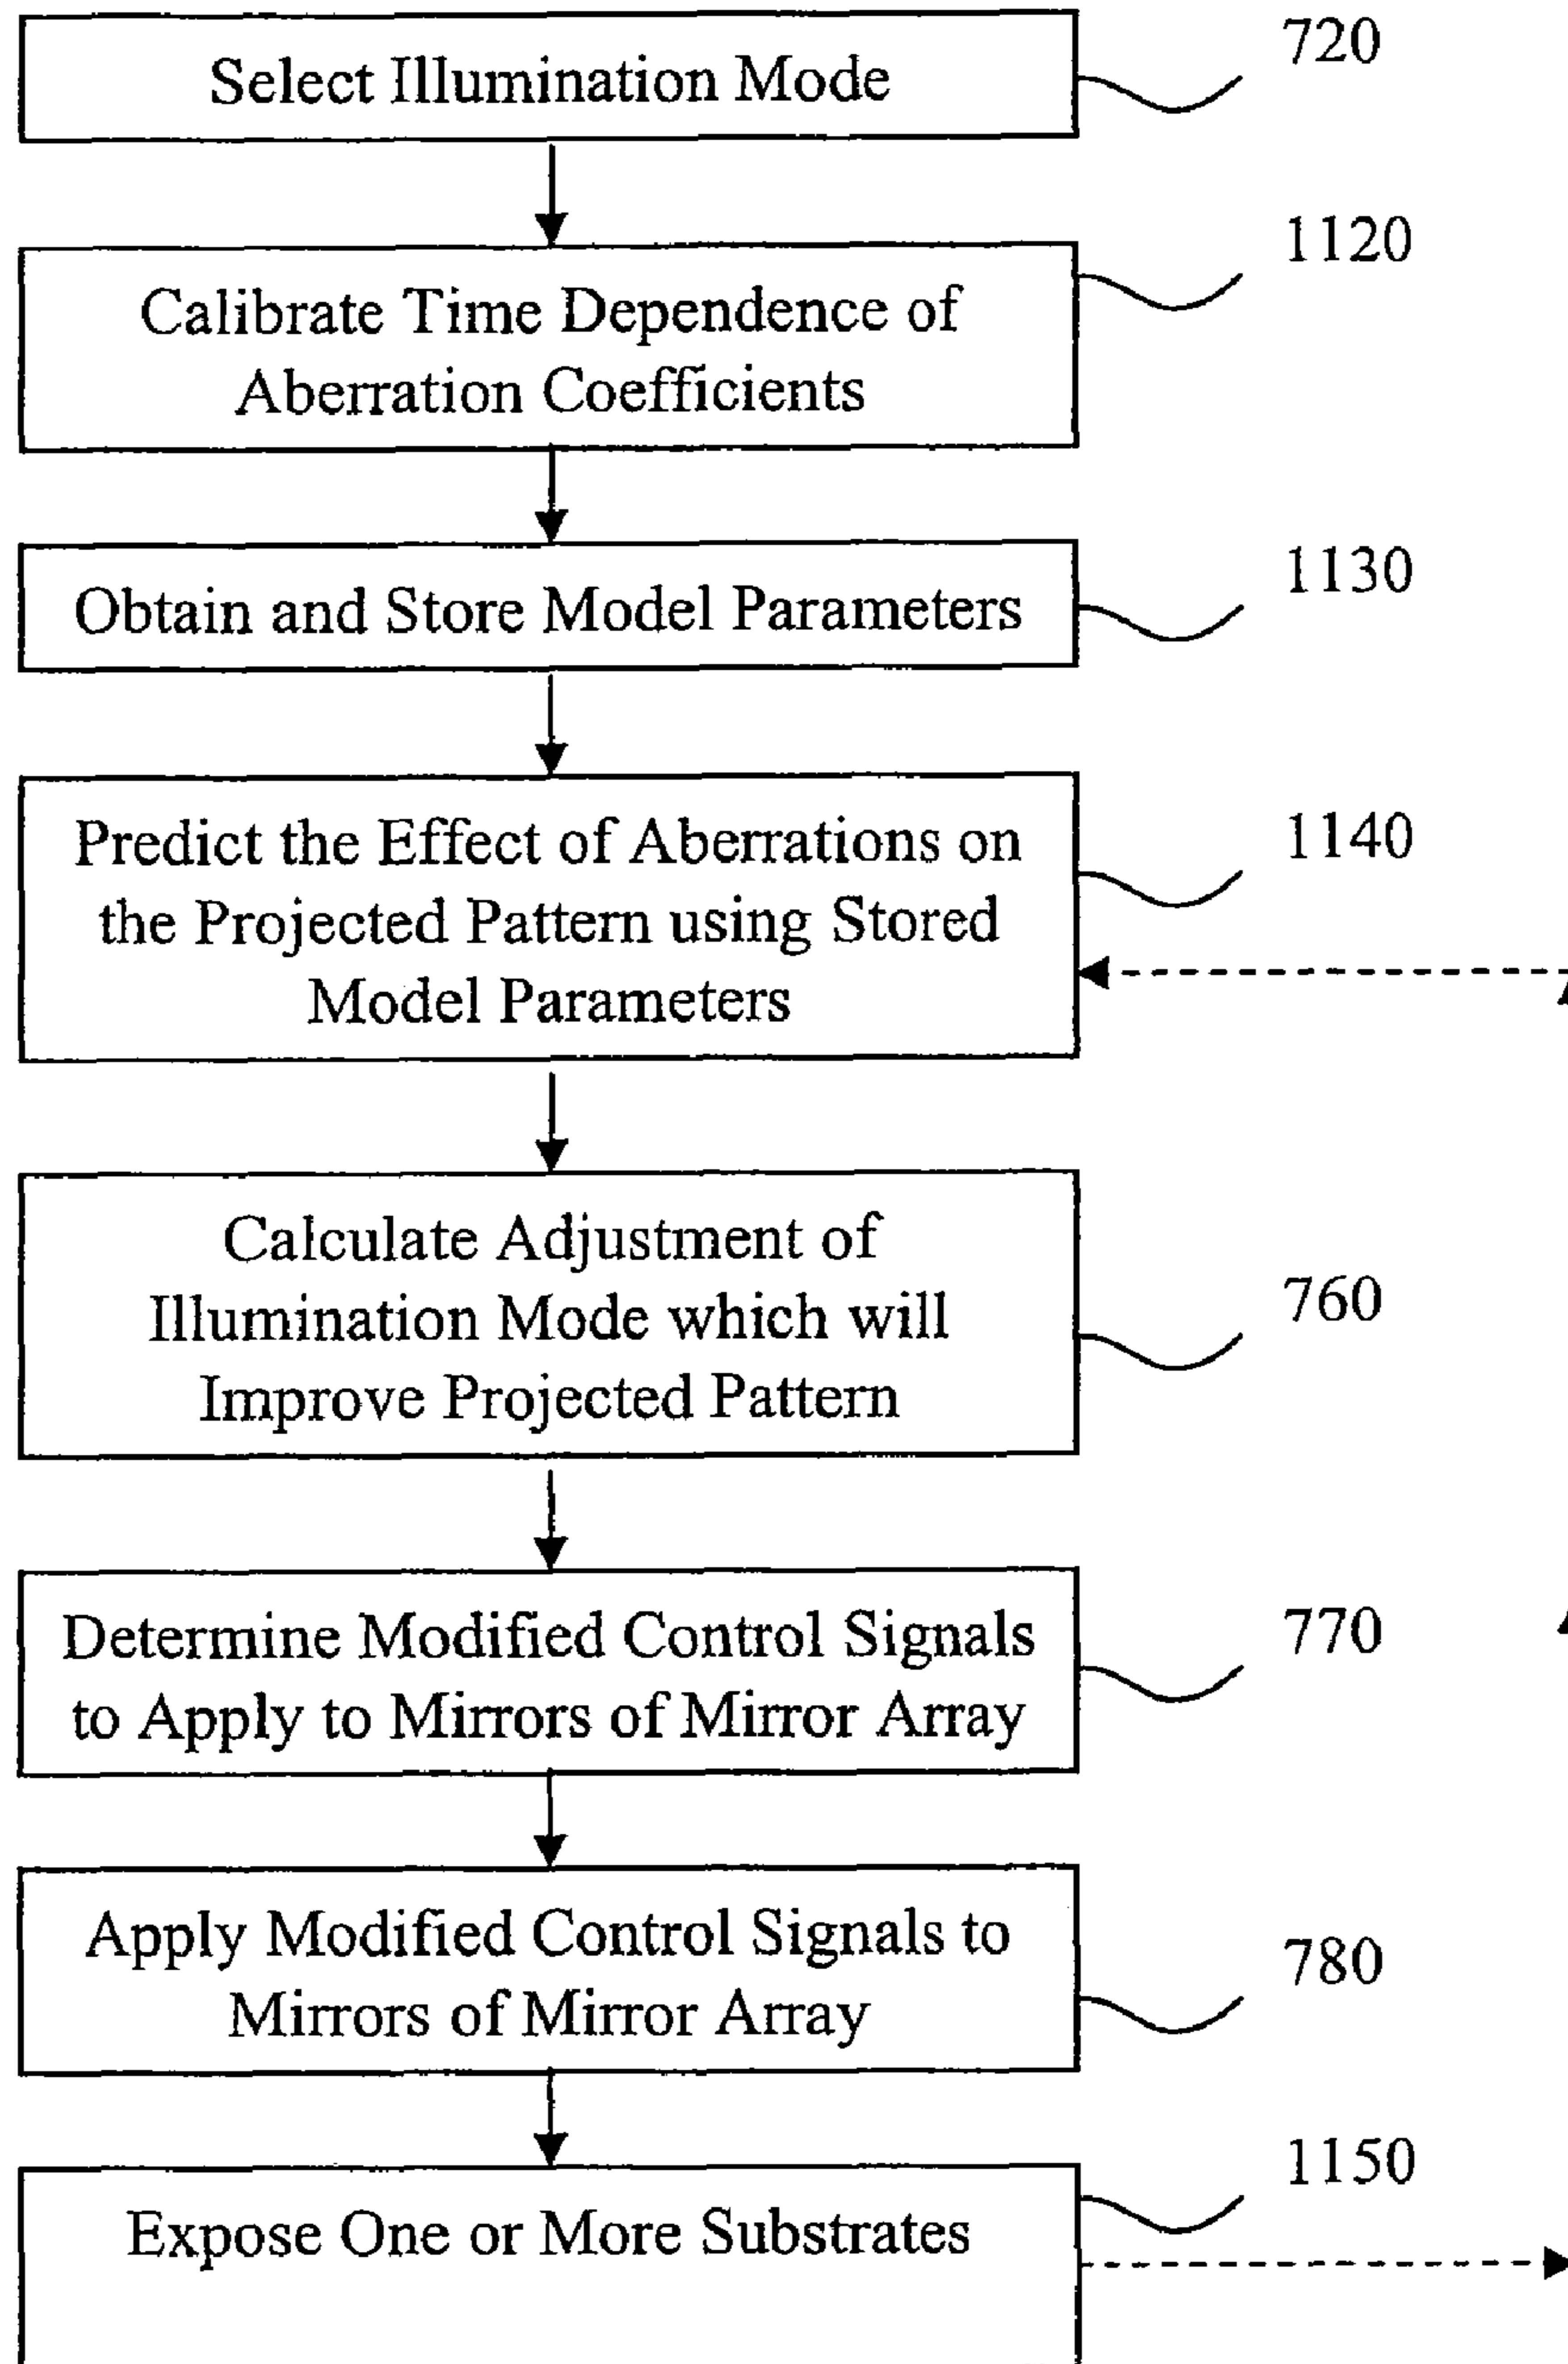 Select Illumination Mode
720
Calibrate Time Dependence of
Aberration Coefficients
1120
Obtain and Store Model Parameters
1130
Predict the Effect of Aberrations on
the Projected Pattern using Stored
Model Parameters
1140
Calculate Adjustment of
Illumination Mode which will
Improve Projected Pattern
760
Determine Modified Control Signals
to Apply to Mirrors of Mirror Array
770
Apply Modified Control Signals to
Mirrors of Mirror Array
780
Expose One or More Substrates
1150